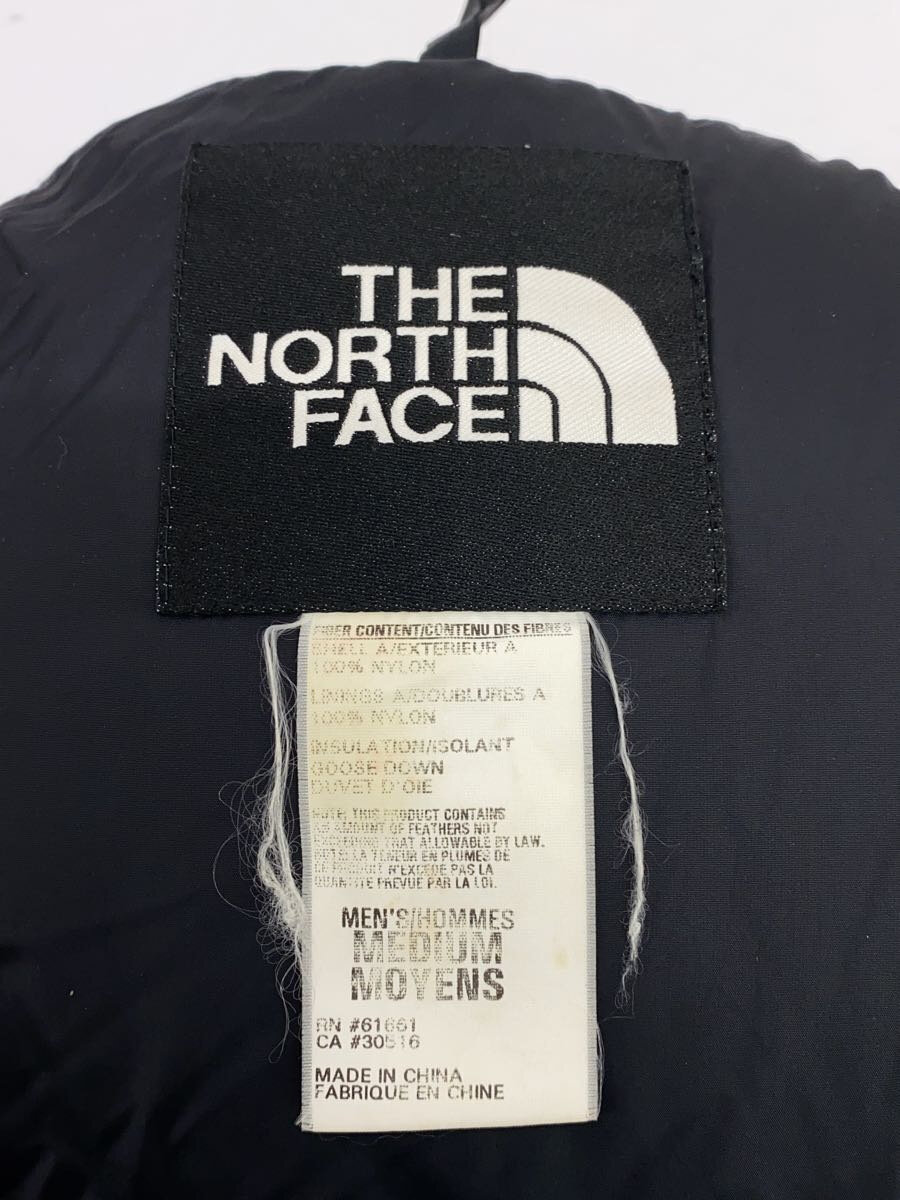 THE
NORTH
FACE
FIBER CONTENT/CONTENU DES FIBRES
SHELL A/EXTERIEUR A
100% NYLON
LININGS A/DOUBLURES A
100% NYLON
INSULATION/ISOLANT
GOOSE DOWN
DUVET D'OIE
NOTE: THIS PRODUCT CONTAINS
AN AMOUNT OF FEATHERS NOT
EXCEEDING THAT ALLOWABLE BY LAW.
NOTE: LA TENEUR EN PLUMES DE
CE PRODUIT N'EXCEDE PAS LA
QUANTITE PREVUE PAR LA LOI.
MEN'S/HOMMES
MEDIUM
MOYENS
RN #61661
CA #30516
MADE IN CHINA
FABRIQUE EN CHINE